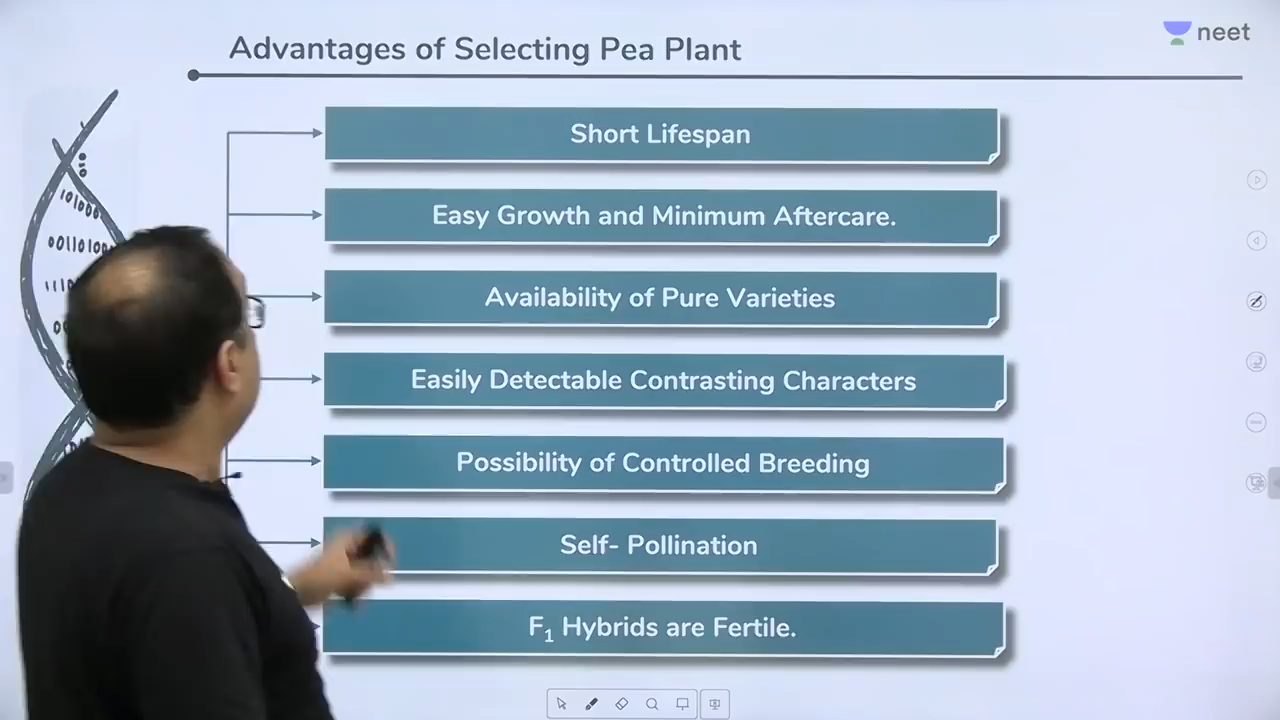 Advantages of Selecting Pea Plant
neet
Short Lifespan
Easy Growth and Minimum Aftercare.
Availability of Pure Varieties
Easily Detectable Contrasting Characters
Possibility of Controlled Breeding
Self- Pollination
F₁ Hybrids are Fertile.